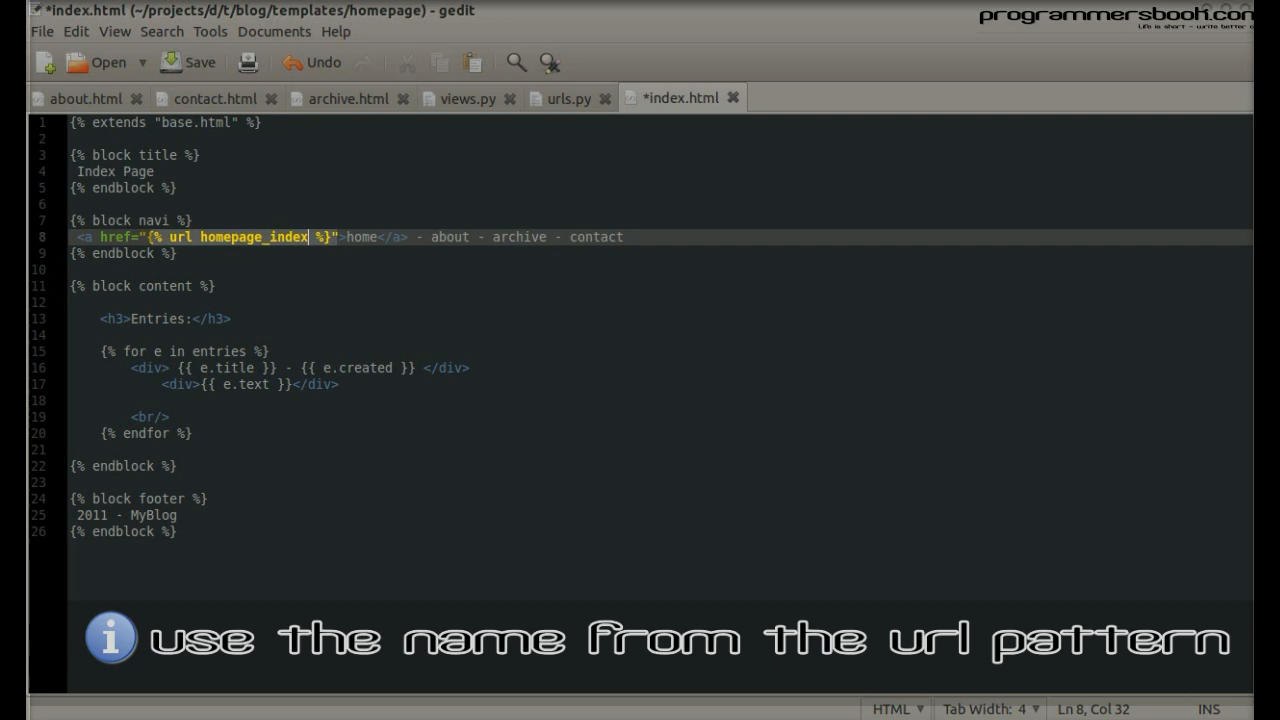 *index.html (~/projects/d/t/blog/templates/homepage) - gedit
programmersbook.com
Life is short - write better c
File Edit View Search Tools Documents Help
Open Save Undo
about.html contact.html archive.html views.py urls.py *index.html
1 {% extends "base.html" %}
2
3 {% block title %}
4 Index Page
5 {% endblock %}
6
7 {% block navi %}
8 <a href="{% url homepage_index %}">home</a> - about - archive - contact
9 {% endblock %}
10
11 {% block content %}
12
13 <h3>Entries:</h3>
14
15 {% for e in entries %}
16 <div> {{ e.title }} - {{ e.created }} </div>
17 <div>{{ e.text }}</div>
18
19 <br/>
20 {% endfor %}
21
22 {% endblock %}
23
24 {% block footer %}
25 2011 - MyBlog
26 {% endblock %}
i use the name from the url pattern
HTML Tab Width: 4 Ln 8, Col 32 INS